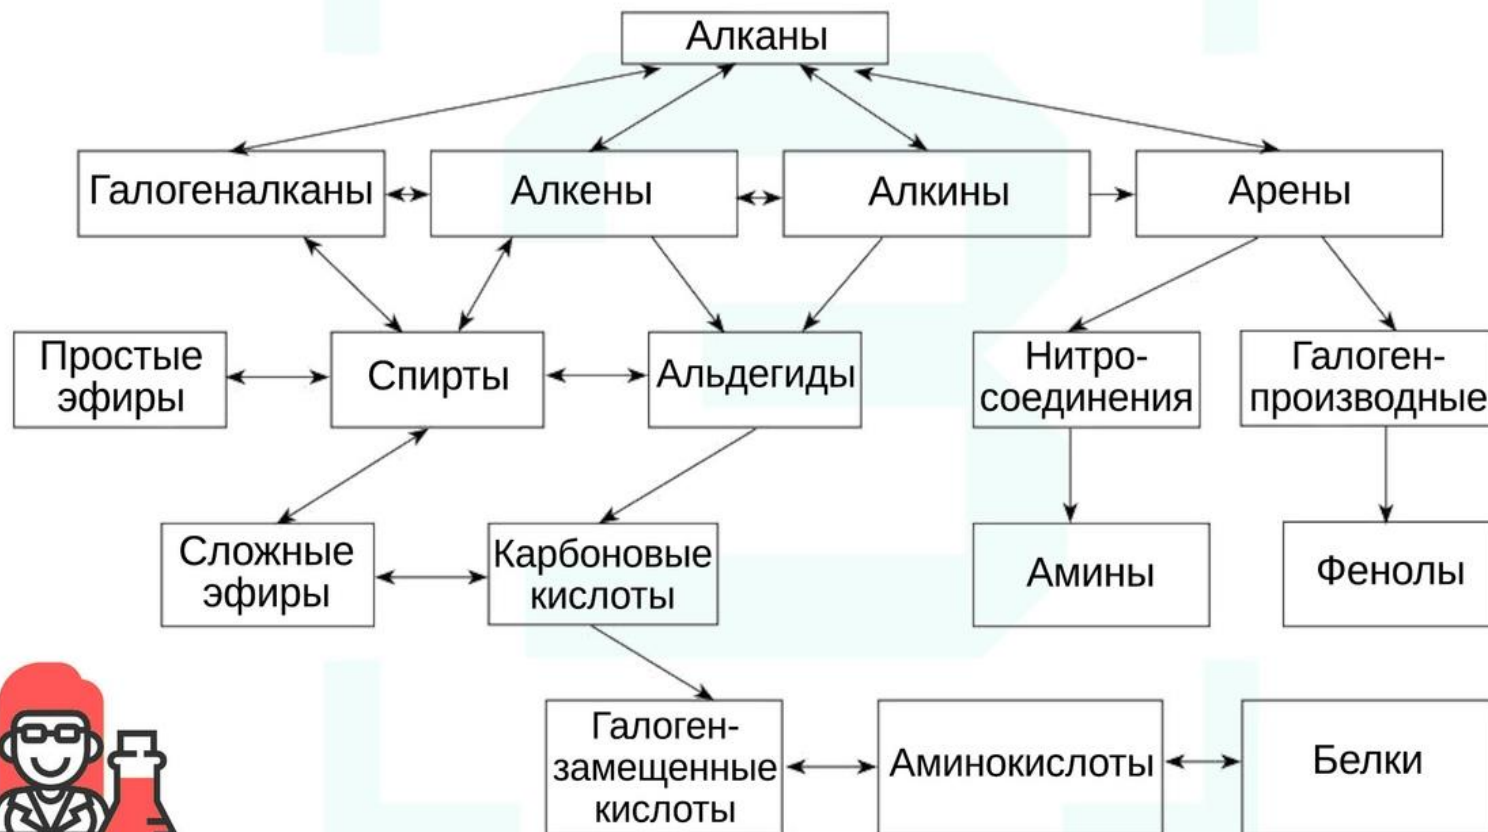 Алканы
Галогеналканы
Алкены
Алкины
Арены
Простые
эфиры
Спирты
Альдегиды
Нитро-
соединения
Галоген-
производные
Сложные
эфиры
Карбоновые
кислоты
Амины
Фенолы
Галоген-
замещенные
кислоты
Аминокислоты
Белки